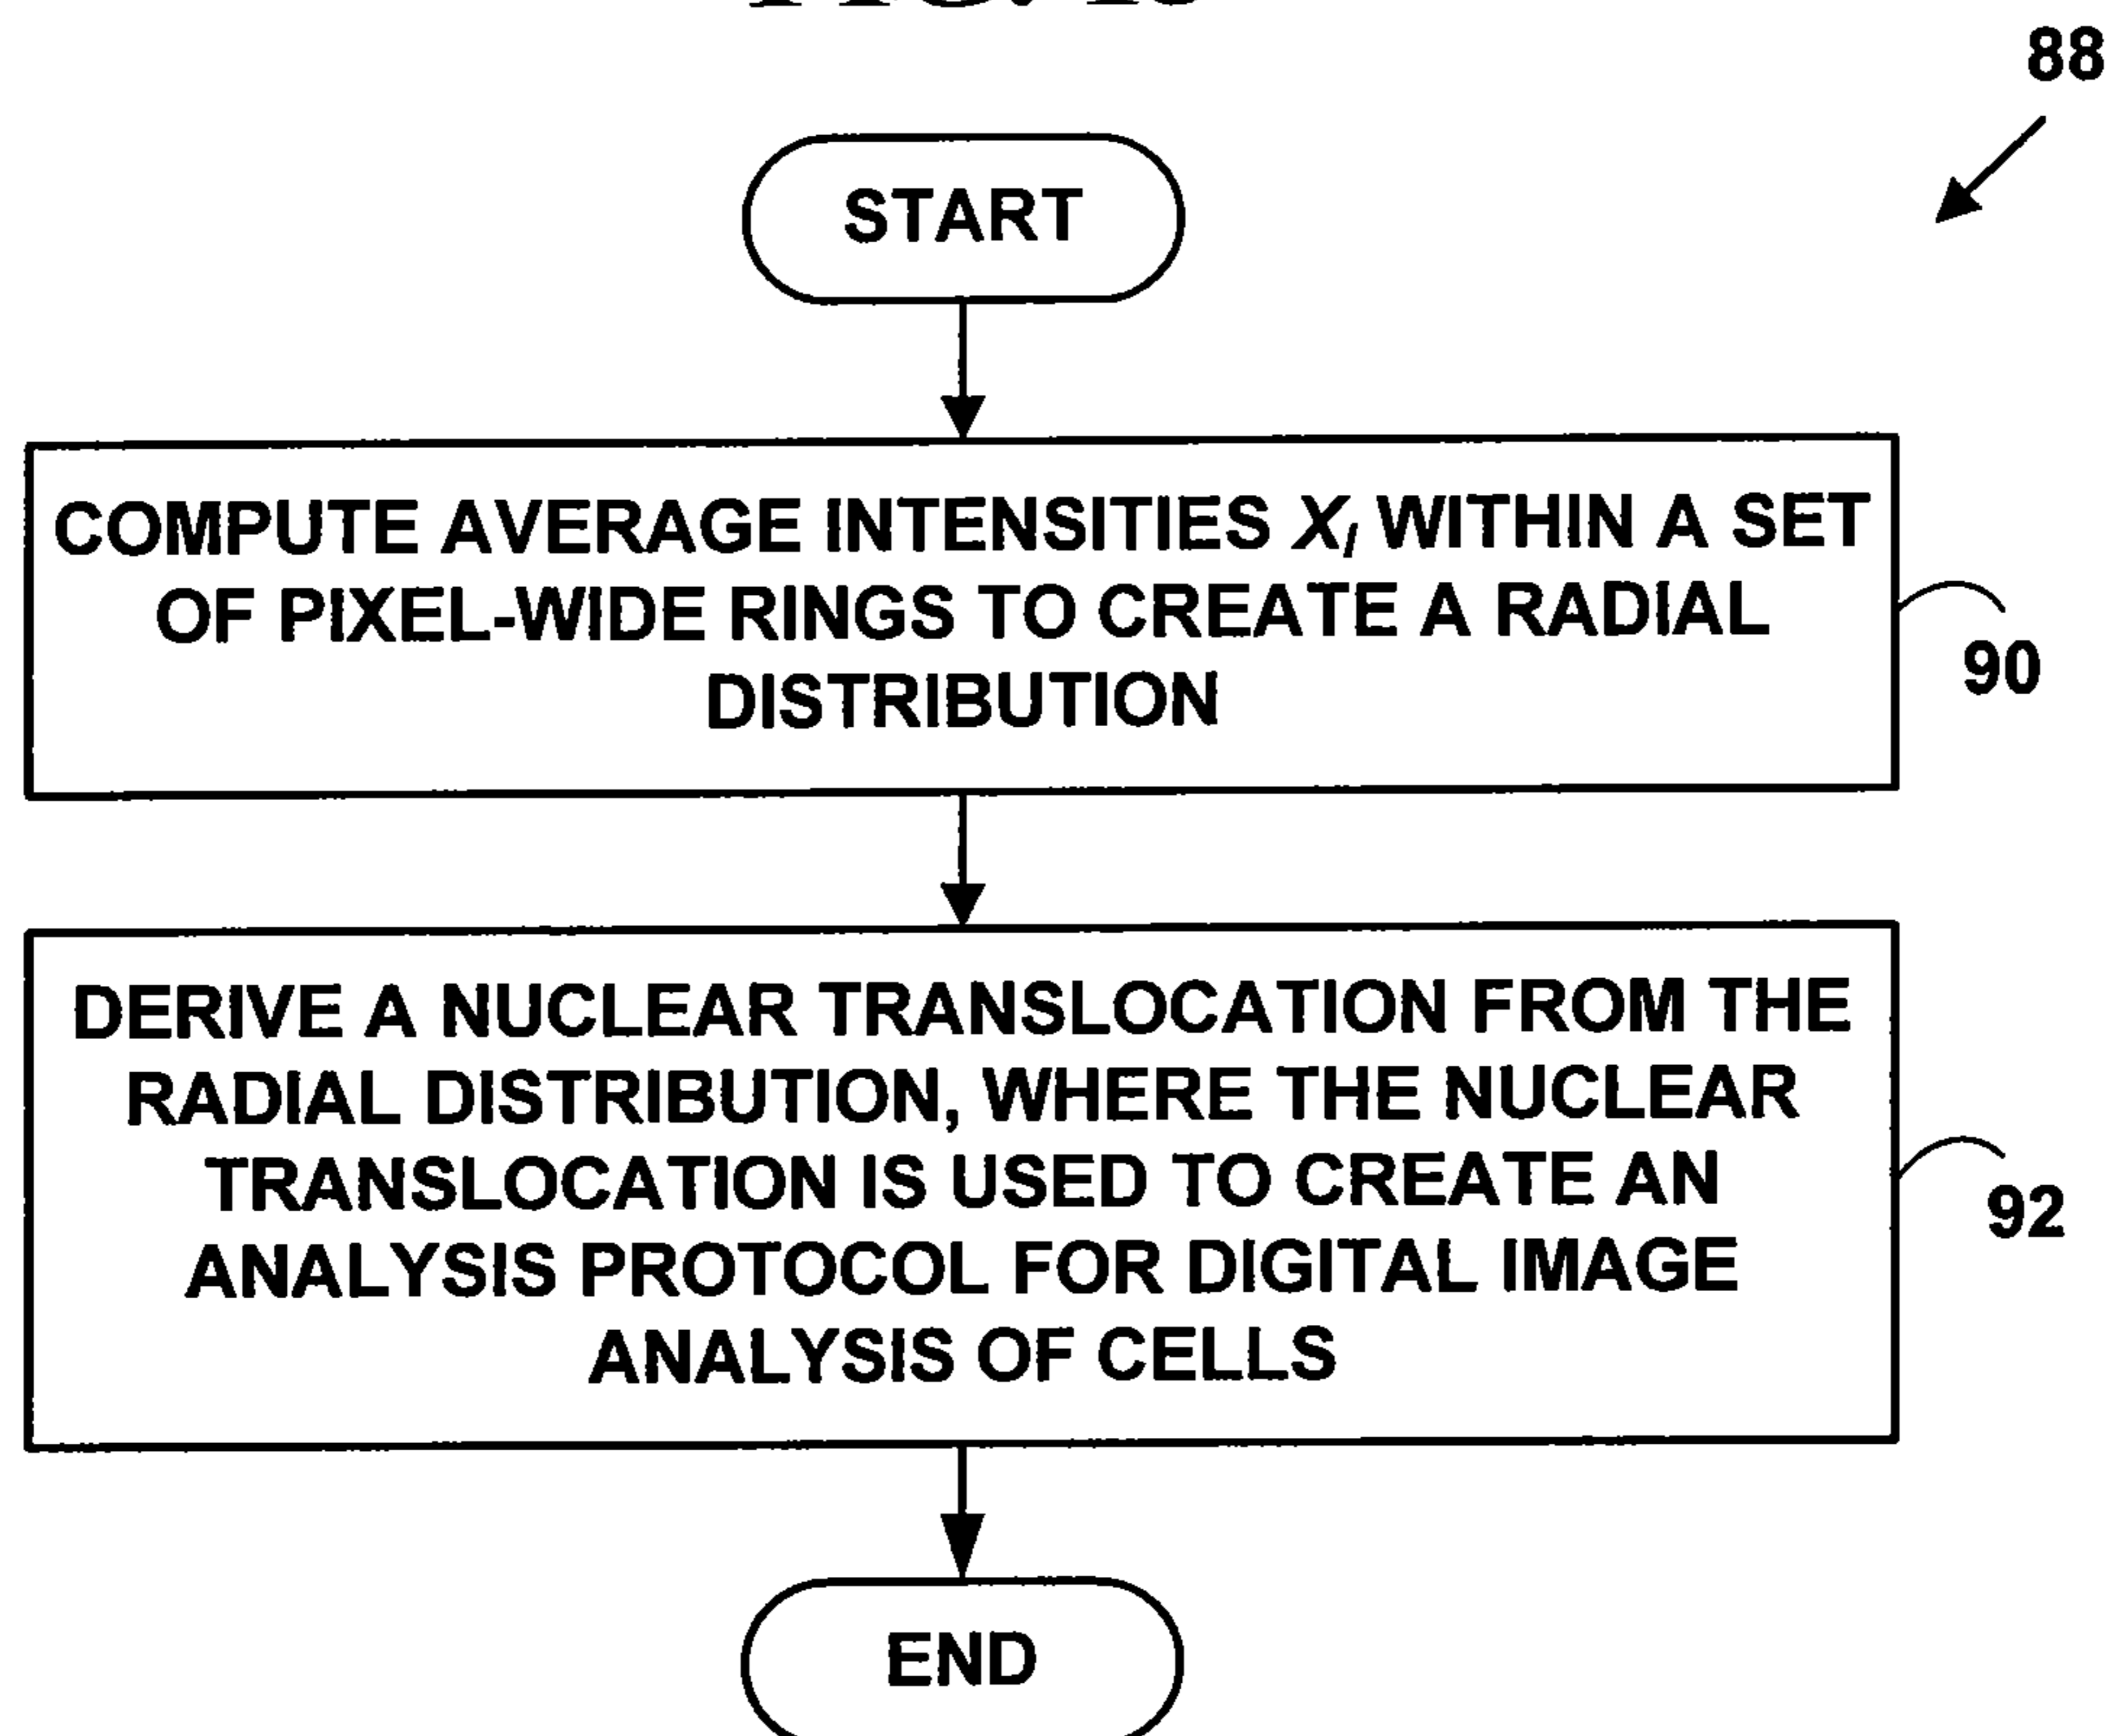 88
START
COMPUTE AVERAGE INTENSITIES Xi WITHIN A SET
OF PIXEL-WIDE RINGS TO CREATE A RADIAL
DISTRIBUTION
90
DERIVE A NUCLEAR TRANSLOCATION FROM THE
RADIAL DISTRIBUTION, WHERE THE NUCLEAR
TRANSLOCATION IS USED TO CREATE AN
ANALYSIS PROTOCOL FOR DIGITAL IMAGE
ANALYSIS OF CELLS
92
END